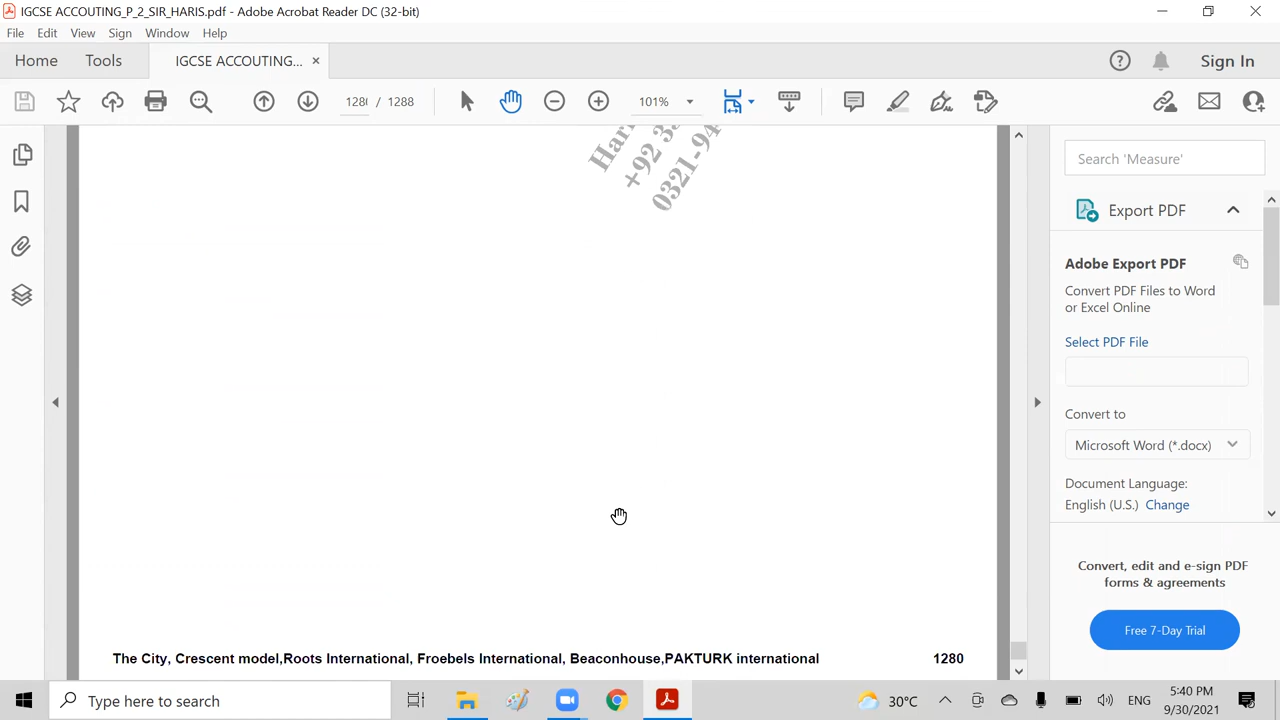 IGCSE ACCOUTING_P_2_SIR_HARIS.pdf - Adobe Acrobat Reader DC (32-bit)
File Edit View Sign Window Help
Home Tools IGCSE ACCOUTING... × Sign In
1280 / 1288 101%
+92
0321-94
Search 'Measure'
Export PDF
Adobe Export PDF
Convert PDF Files to Word
or Excel Online
Select PDF File
Convert to
Microsoft Word (*.docx)
Document Language:
English (U.S.) Change
Convert, edit and e-sign PDF
forms & agreements
Free 7-Day Trial
The City, Crescent model,Roots International, Froebels International, Beaconhouse,PAKTURK international 1280
Type here to search 30°C ENG 5:40 PM
9/30/2021